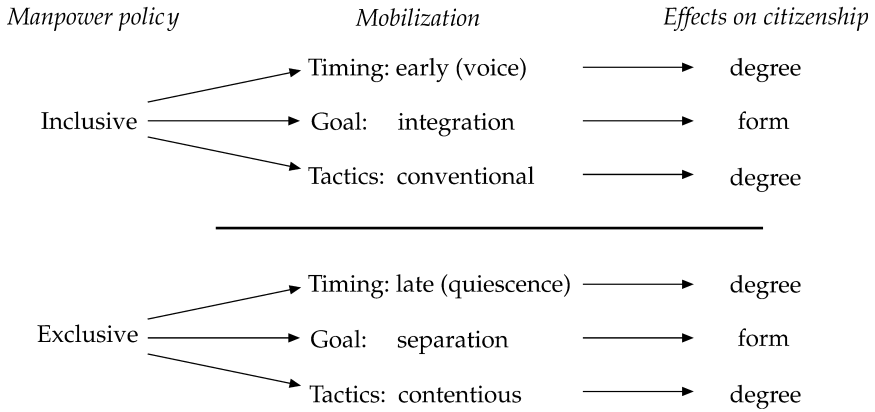 Manpower policy Mobilization Effects on citizenship
Timing: early (voice) degree
Inclusive Goal: integration form
Tactics: conventional degree
Timing: late (quiescence) degree
Exclusive Goal: separation form
Tactics: contentious degree